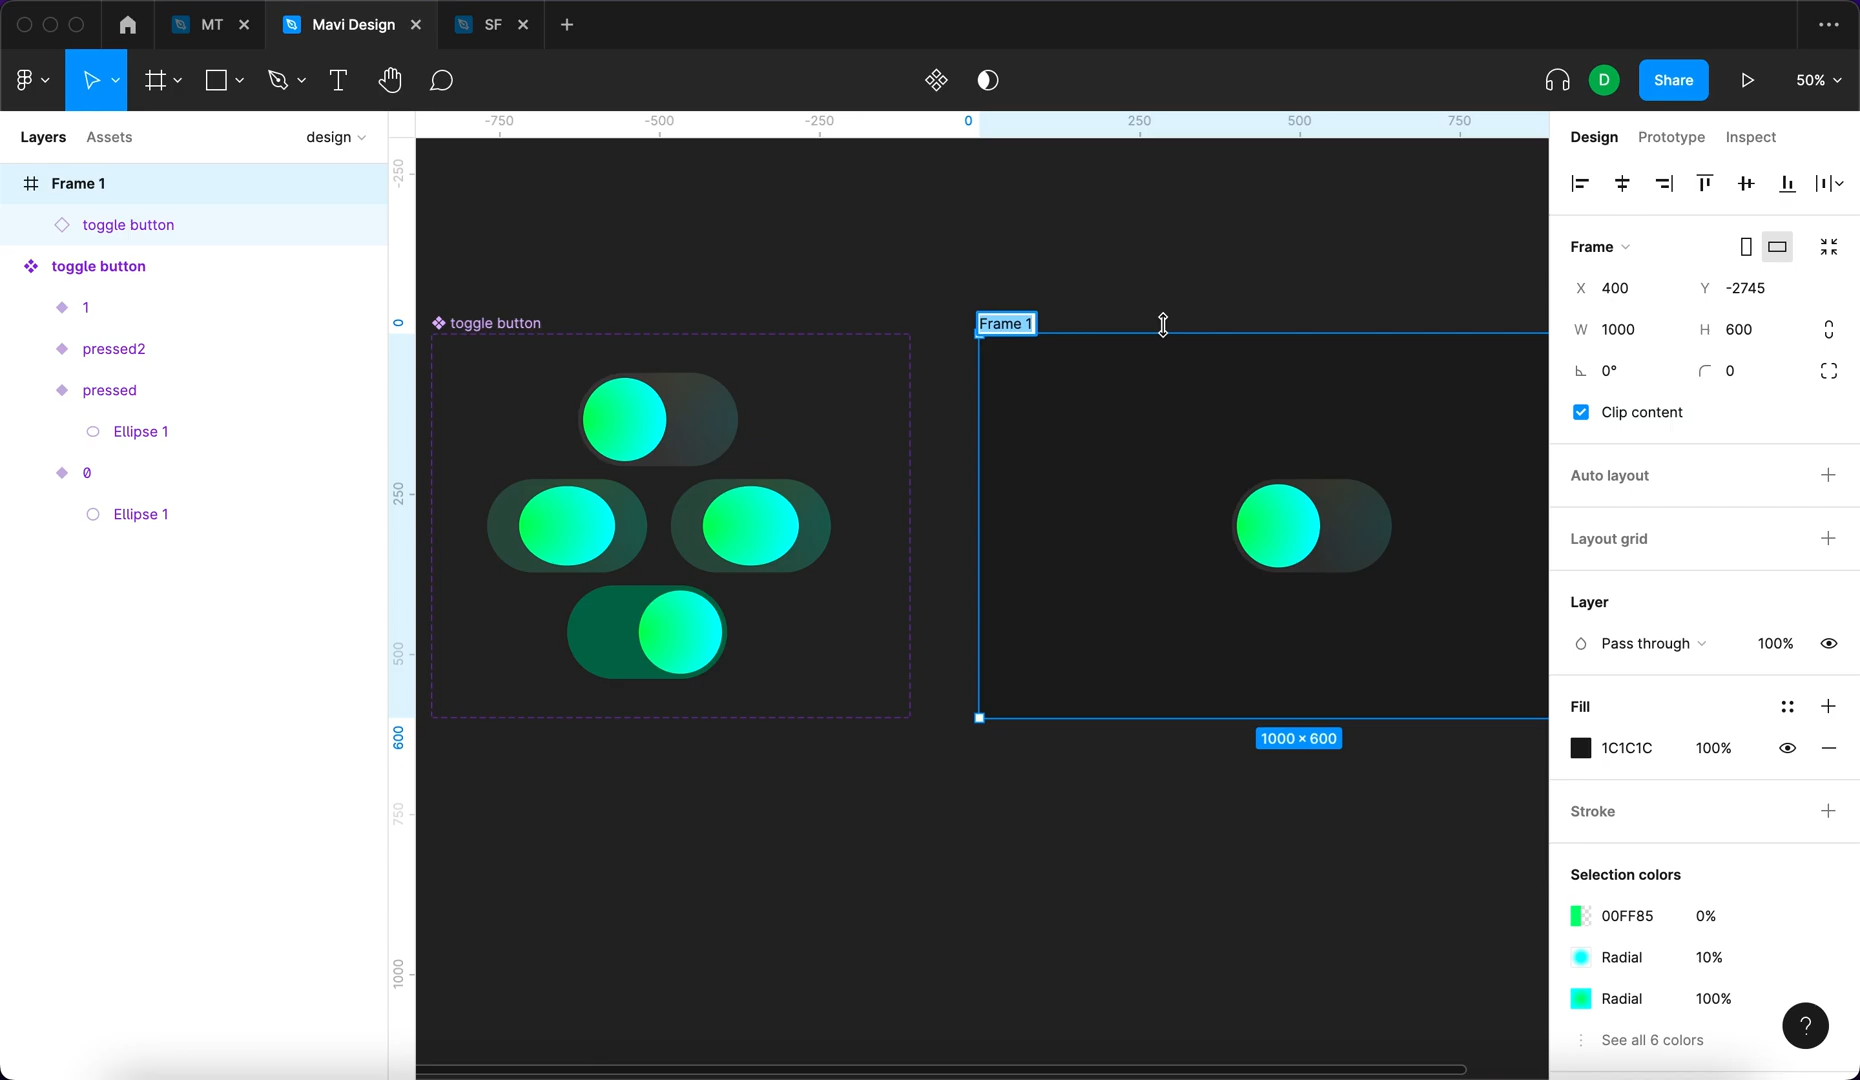 MT
Mavi Design
SF
D
Share
50%
Layers
Assets
design
Frame 1
toggle button
toggle button
1
pressed2
pressed
Ellipse 1
0
Ellipse 1
-750
-500
-250
0
250
500
750
-250
0
250
500
600
750
1000
toggle button
Frame 1
1000 × 600
Design
Prototype
Inspect
Frame
X 400
Y -2745
W 1000
H 600
0°
0
Clip content
Auto layout
Layout grid
Layer
Pass through
100%
Fill
1C1C1C
100%
Stroke
Selection colors
00FF85
0%
Radial
10%
Radial
100%
See all 6 colors
?